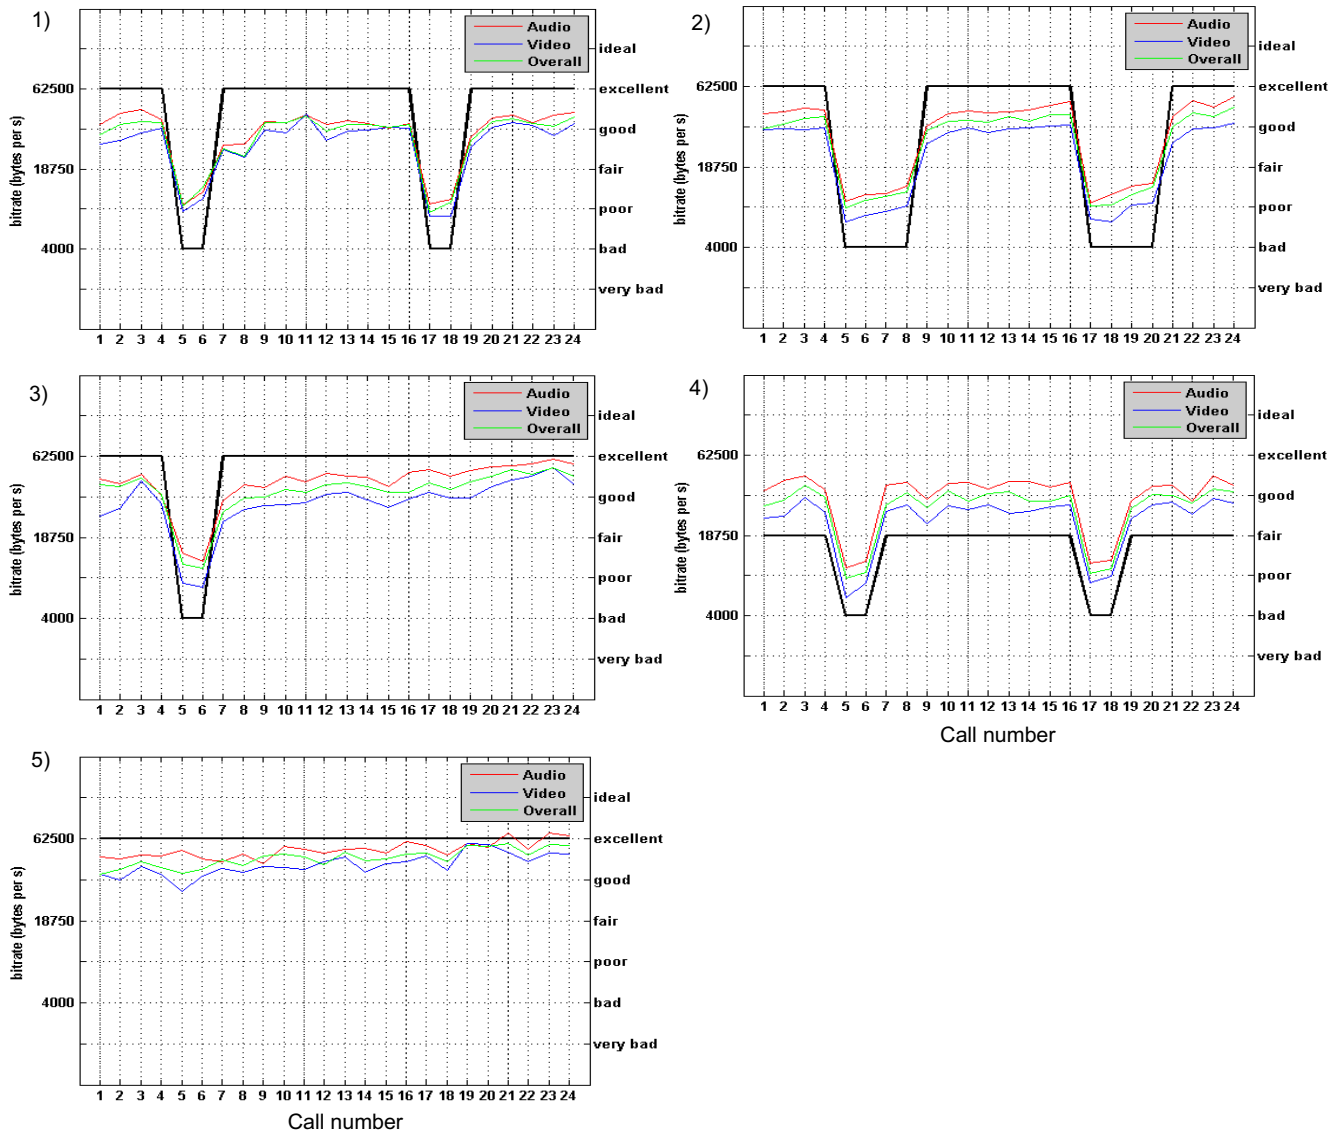 1)
Audio
Video
Overall
ideal
excellent
good
fair
poor
bad
very bad
62500
18750
4000
bitrate (bytes per s)
1 2 3 4 5 6 7 8 9 10 11 12 13 14 15 16 17 18 19 20 21 22 23 24
2)
Audio
Video
Overall
ideal
excellent
good
fair
poor
bad
very bad
62500
18750
4000
bitrate (bytes per s)
1 2 3 4 5 6 7 8 9 10 11 12 13 14 15 16 17 18 19 20 21 22 23 24
3)
Audio
Video
Overall
ideal
excellent
good
fair
poor
bad
very bad
62500
18750
4000
bitrate (bytes per s)
1 2 3 4 5 6 7 8 9 10 11 12 13 14 15 16 17 18 19 20 21 22 23 24
4)
Audio
Video
Overall
ideal
excellent
good
fair
poor
bad
very bad
62500
18750
4000
bitrate (bytes per s)
1 2 3 4 5 6 7 8 9 10 11 12 13 14 15 16 17 18 19 20 21 22 23 24
Call number
5)
Audio
Video
Overall
ideal
excellent
good
fair
poor
bad
very bad
62500
18750
4000
bitrate (bytes per s)
1 2 3 4 5 6 7 8 9 10 11 12 13 14 15 16 17 18 19 20 21 22 23 24
Call number